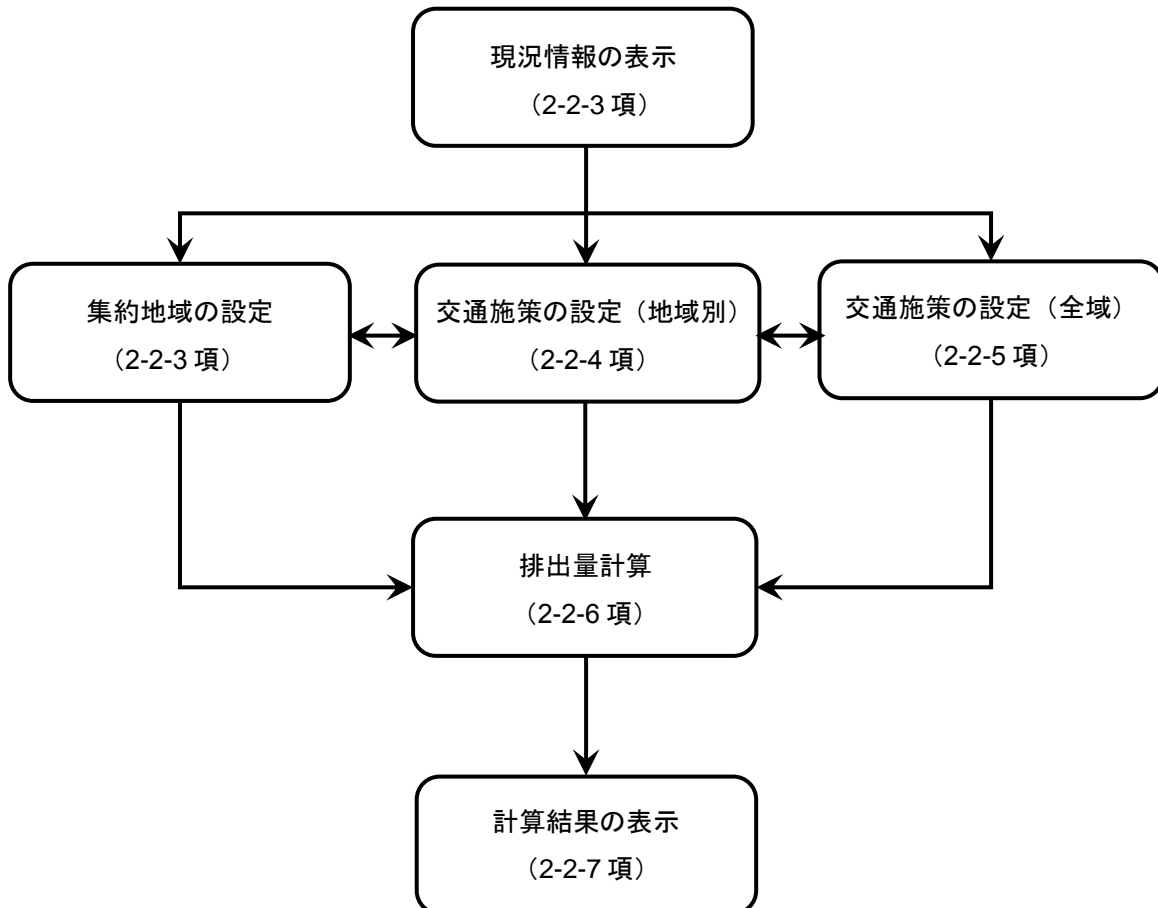 現況情報の表示
（2-2-3 項）
集約地域の設定
（2-2-3 項）
交通施策の設定（地域別）
（2-2-4 項）
交通施策の設定（全域）
（2-2-5 項）
排出量計算
（2-2-6 項）
計算結果の表示
（2-2-7 項）